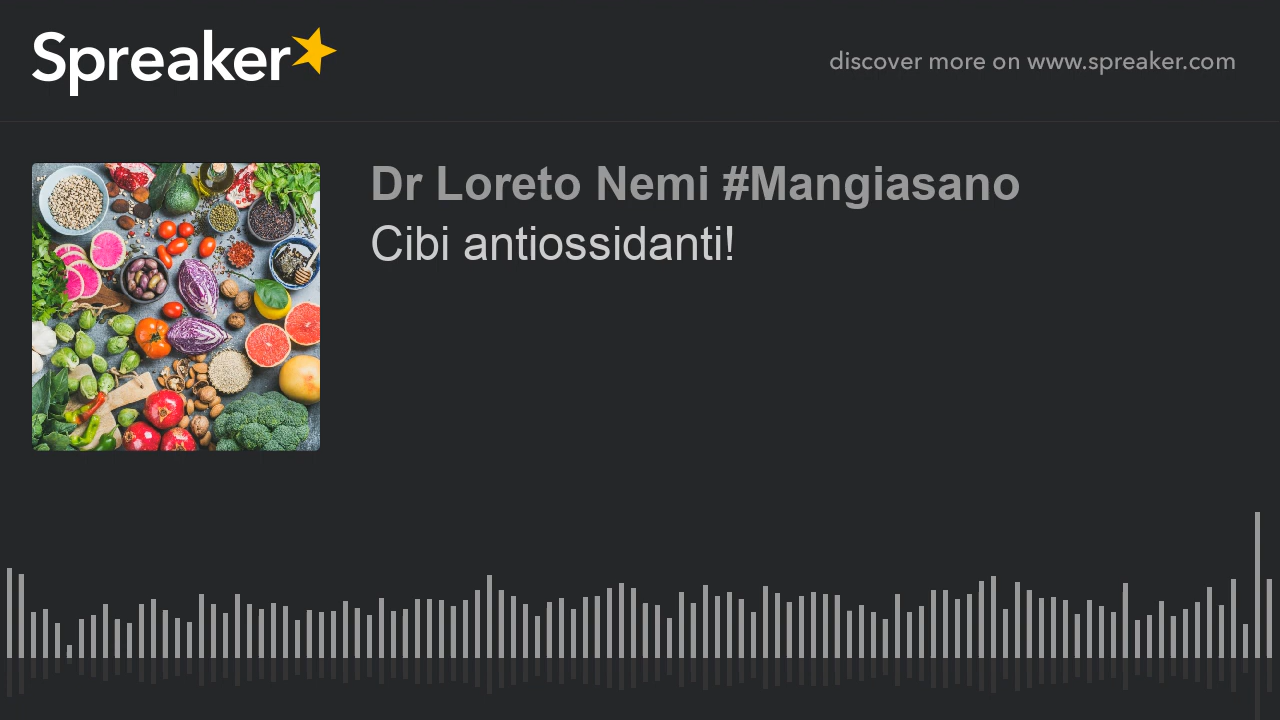 Spreaker
discover more on www.spreaker.com
Dr Loreto Nemi #Mangiasano
Cibi antiossidanti!